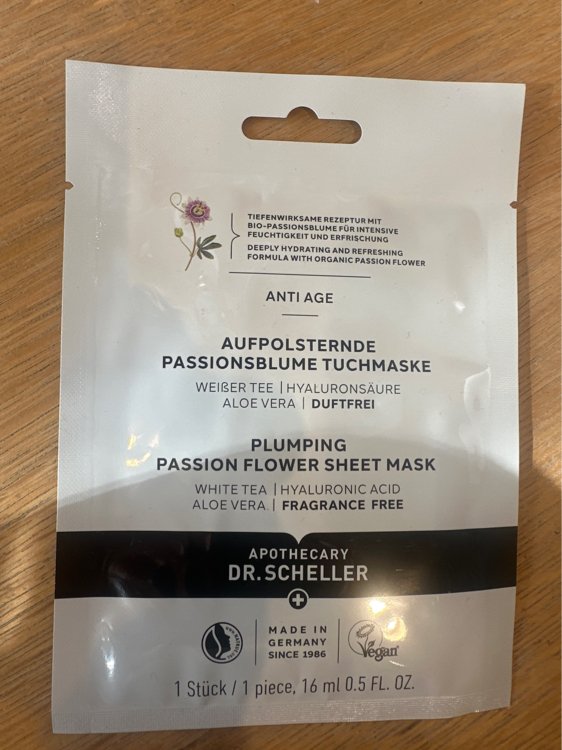 TIEFENWIRKSAME REZEPTUR MIT
BIO-PASSIONSBLUME FÜR INTENSIVE
FEUCHTIGKEIT UND ERFRISCHUNG
DEEPLY HYDRATING AND REFRESHING
FORMULA WITH ORGANIC PASSION FLOWER
ANTI AGE
AUFPOLSTERNDE
PASSIONSBLUME TUCHMASKE
WEIẞER TEE | HYALURONSÄURE
ALOE VERA | DUFTFREI
PLUMPING
PASSION FLOWER SHEET MASK
WHITE TEA | HYALURONIC ACID
ALOE VERA | FRAGRANCE FREE
APOTHECARY
DR. SCHELLER
MADE IN
GERMANY
SINCE 1986
Vegan
1 Stück / 1 piece, 16 ml 0.5 FL. OZ.